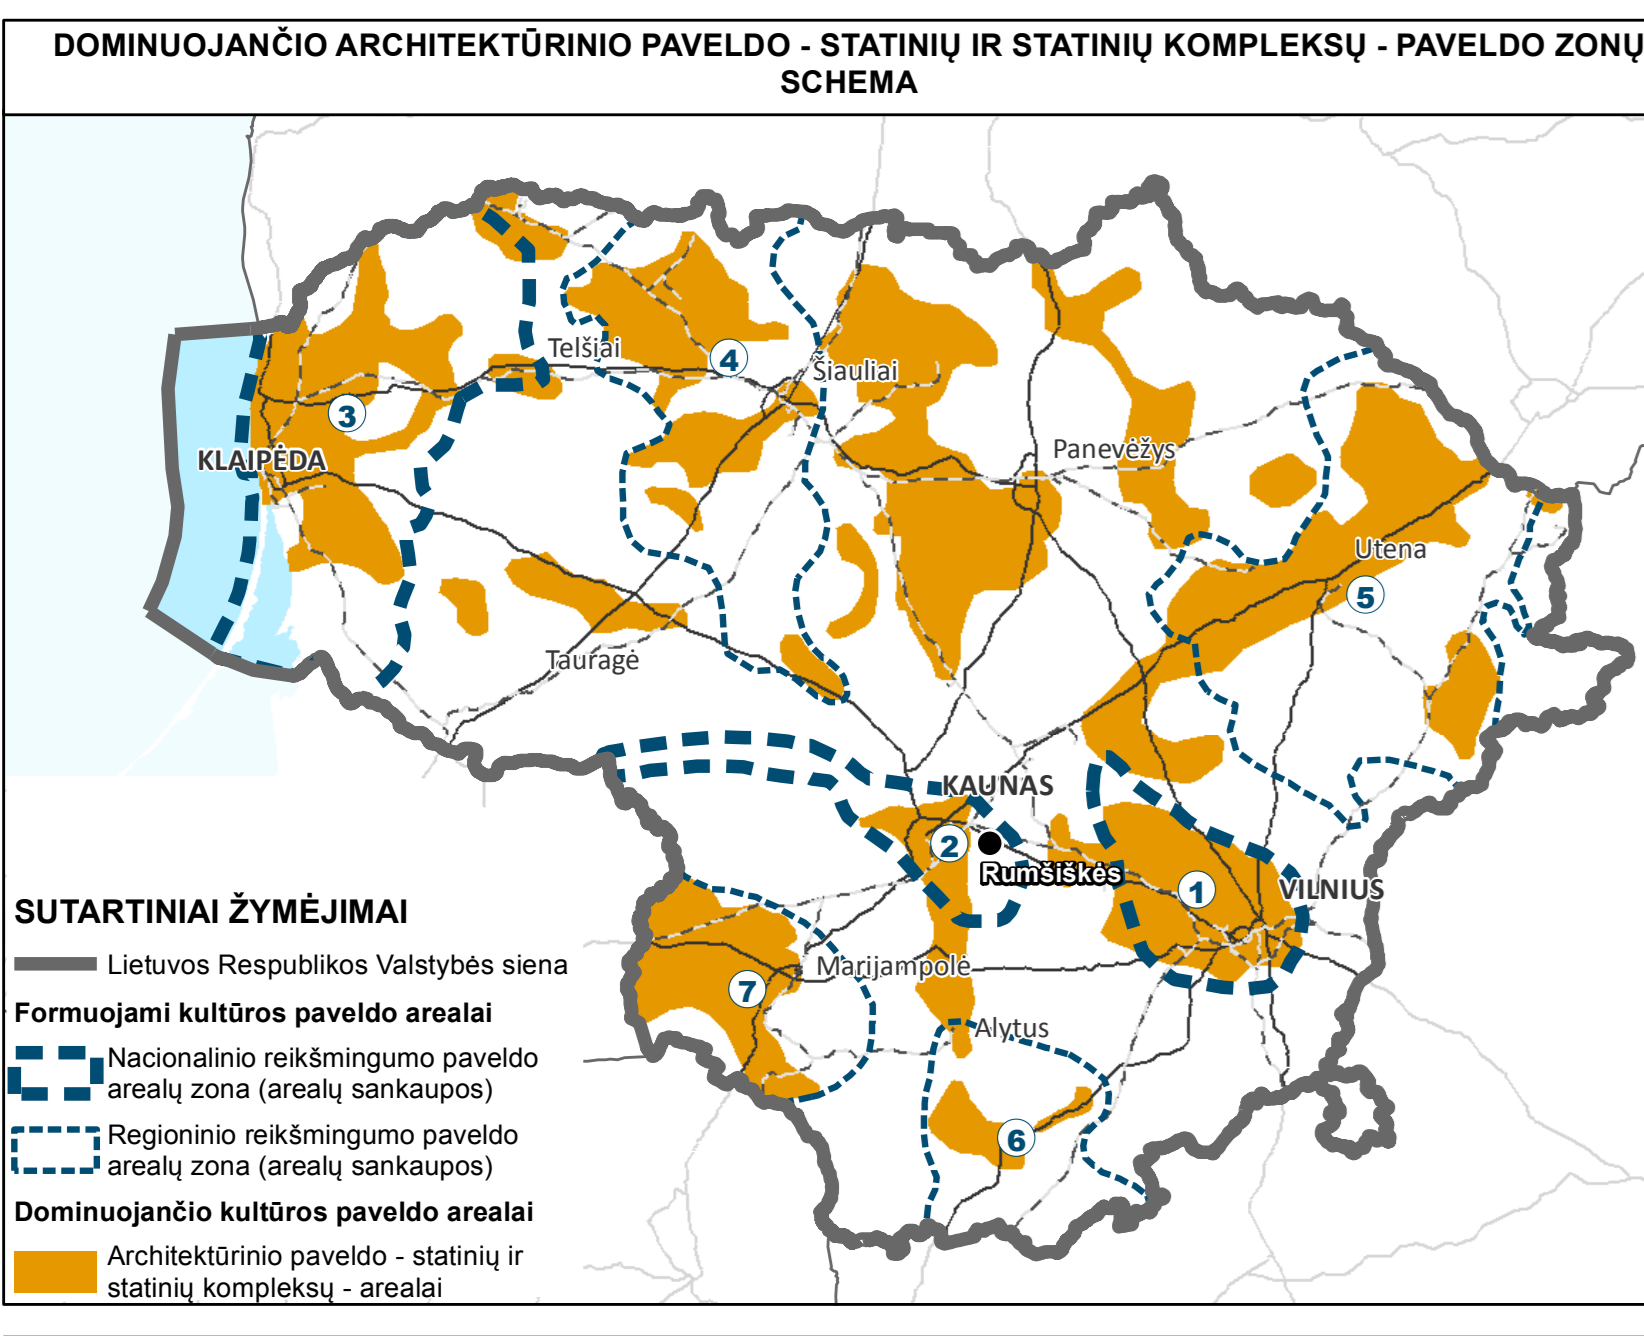 DOMINUOJANČIO ARCHITEKTŪRINIO PAVELDO - STATINIŲ IR STATINIŲ KOMPLEKSŲ - PAVELDO ZONŲ
SCHEMA
Telšiai
4
Šiauliai
3
KLAIPĖDA
Panevėžys
Utena
5
Tauragė
KAUNAS
2
Rumšiškės
1
VILNIUS
Marijampolė
7
Alytus
6
SUTARTINIAI ŽYMĖJIMAI
Lietuvos Respublikos Valstybės siena
Formuojami kultūros paveldo arealai
Nacionalinio reikšmingumo paveldo
arealų zona (arealų sankaupos)
Regioninio reikšmingumo paveldo
arealų zona (arealų sankaupos)
Dominuojančio kultūros paveldo arealai
Architektūrinio paveldo - statinių ir
statinių kompleksų - arealai